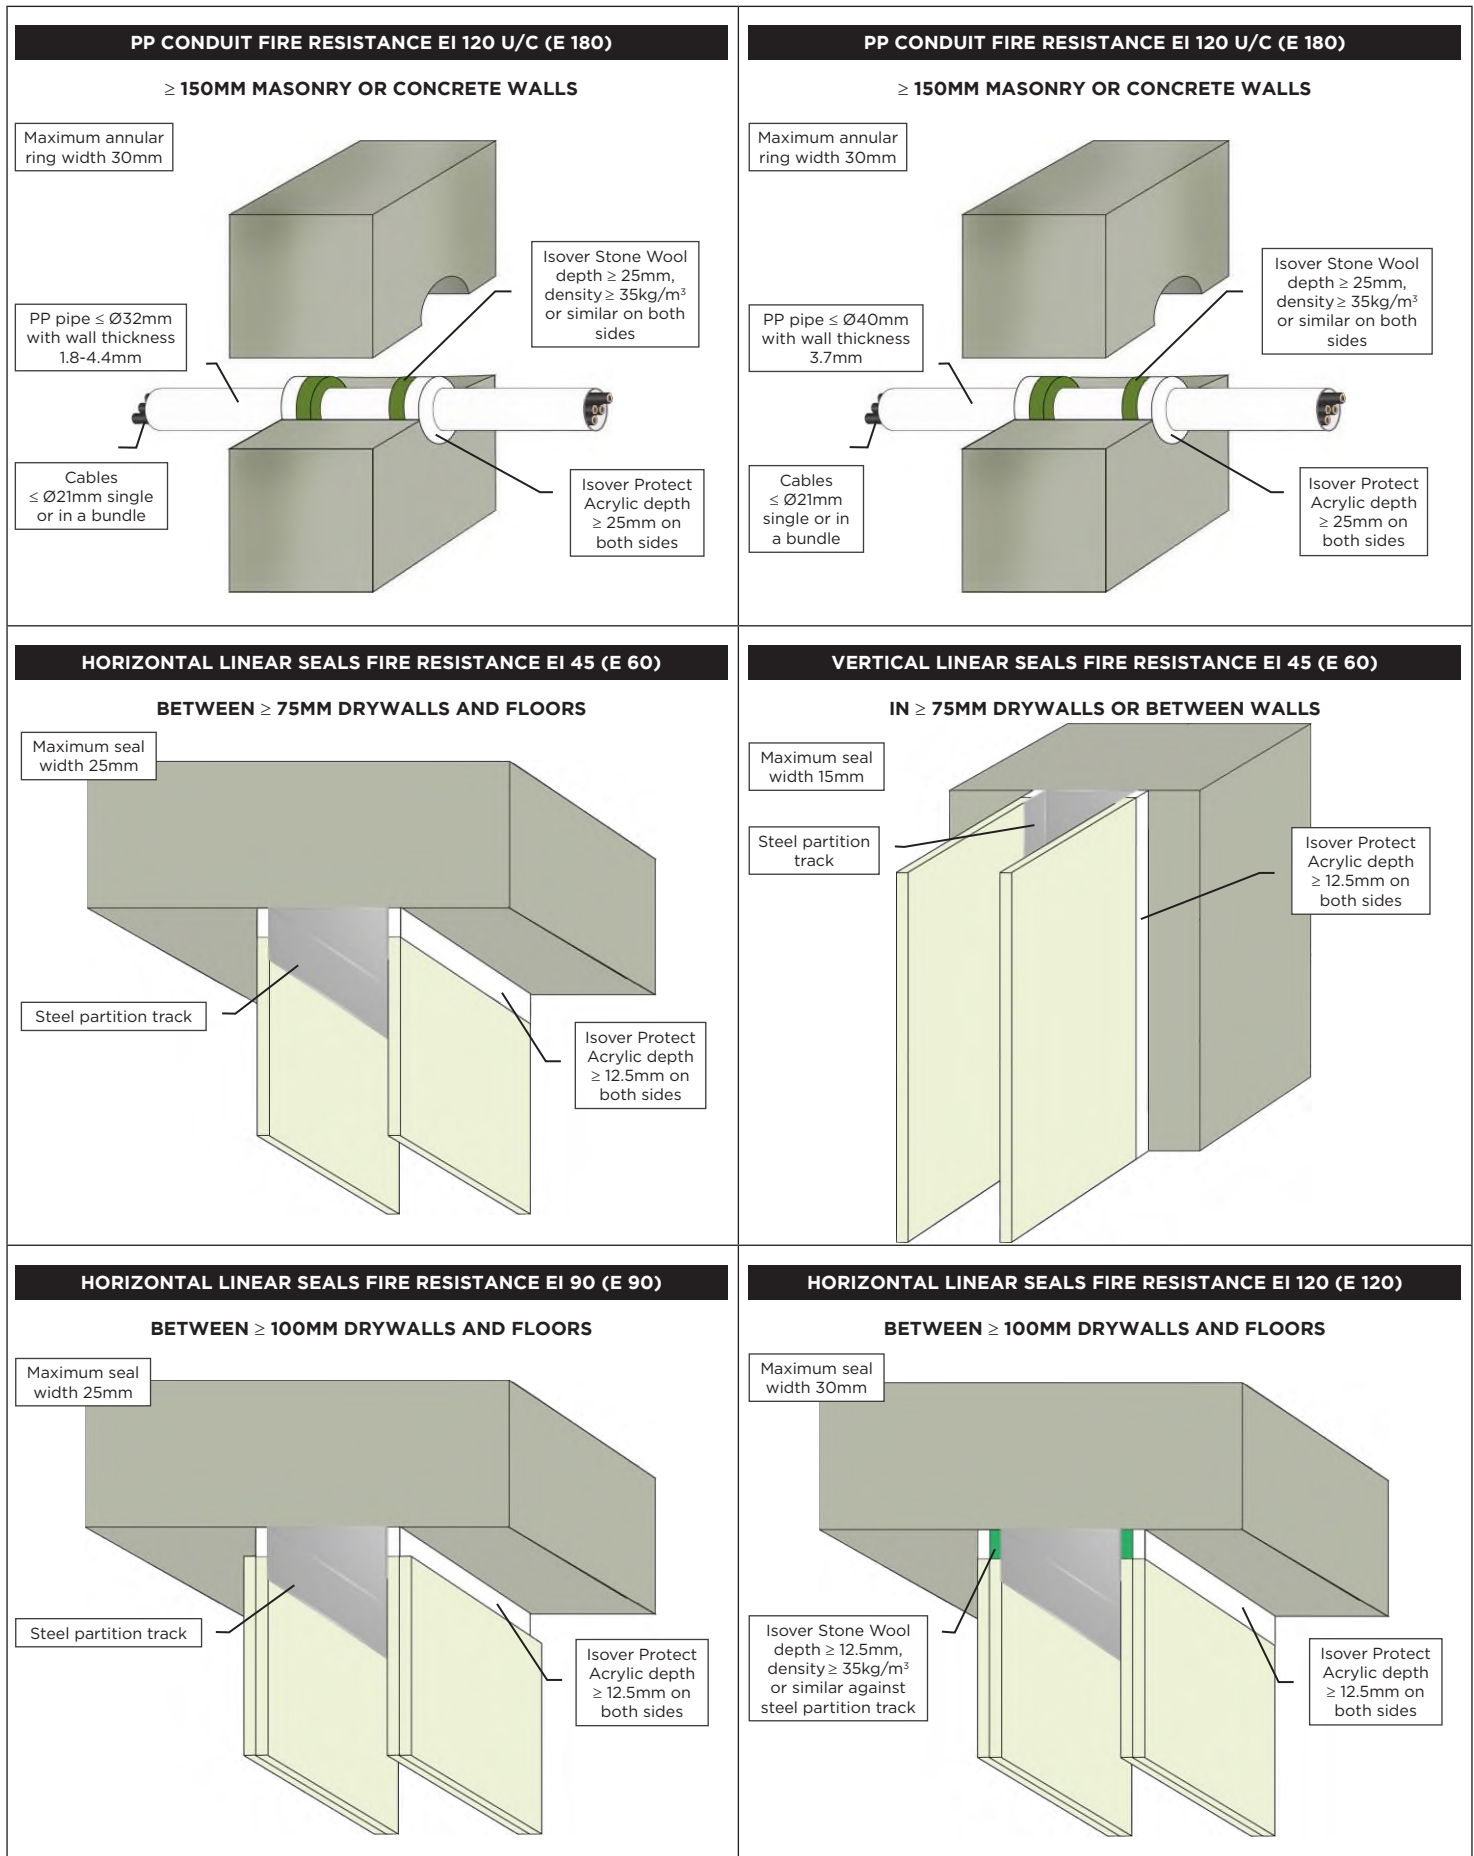 PP CONDUIT FIRE RESISTANCE EI 120 U/C (E 180)
≥ 150MM MASONRY OR CONCRETE WALLS
Maximum annular
ring width 30mm
Isover Stone Wool
depth ≥ 25mm,
density ≥ 35kg/m³
or similar on both
sides
PP pipe ≤ Ø32mm
with wall thickness
1.8-4.4mm
Cables
≤ Ø21mm single
or in a bundle
Isover Protect
Acrylic depth
≥ 25mm on
both sides
PP CONDUIT FIRE RESISTANCE EI 120 U/C (E 180)
≥ 150MM MASONRY OR CONCRETE WALLS
Maximum annular
ring width 30mm
Isover Stone Wool
depth ≥ 25mm,
density ≥ 35kg/m³
or similar on both
sides
PP pipe ≤ Ø40mm
with wall thickness
3.7mm
Cables
≤ Ø21mm
single or in
a bundle
Isover Protect
Acrylic depth
≥ 25mm on
both sides
HORIZONTAL LINEAR SEALS FIRE RESISTANCE EI 45 (E 60)
BETWEEN ≥ 75MM DRYWALLS AND FLOORS
Maximum seal
width 25mm
Steel partition track
Isover Protect
Acrylic depth
≥ 12.5mm on
both sides
VERTICAL LINEAR SEALS FIRE RESISTANCE EI 45 (E 60)
IN ≥ 75MM DRYWALLS OR BETWEEN WALLS
Maximum seal
width 15mm
Steel partition
track
Isover Protect
Acrylic depth
≥ 12.5mm on
both sides
HORIZONTAL LINEAR SEALS FIRE RESISTANCE EI 90 (E 90)
BETWEEN ≥ 100MM DRYWALLS AND FLOORS
Maximum seal
width 25mm
Steel partition track
Isover Protect
Acrylic depth
≥ 12.5mm on
both sides
HORIZONTAL LINEAR SEALS FIRE RESISTANCE EI 120 (E 120)
BETWEEN ≥ 100MM DRYWALLS AND FLOORS
Maximum seal
width 30mm
Isover Stone Wool
depth ≥ 12.5mm,
density ≥ 35kg/m³
or similar against
steel partition track
Isover Protect
Acrylic depth
≥ 12.5mm on
both sides